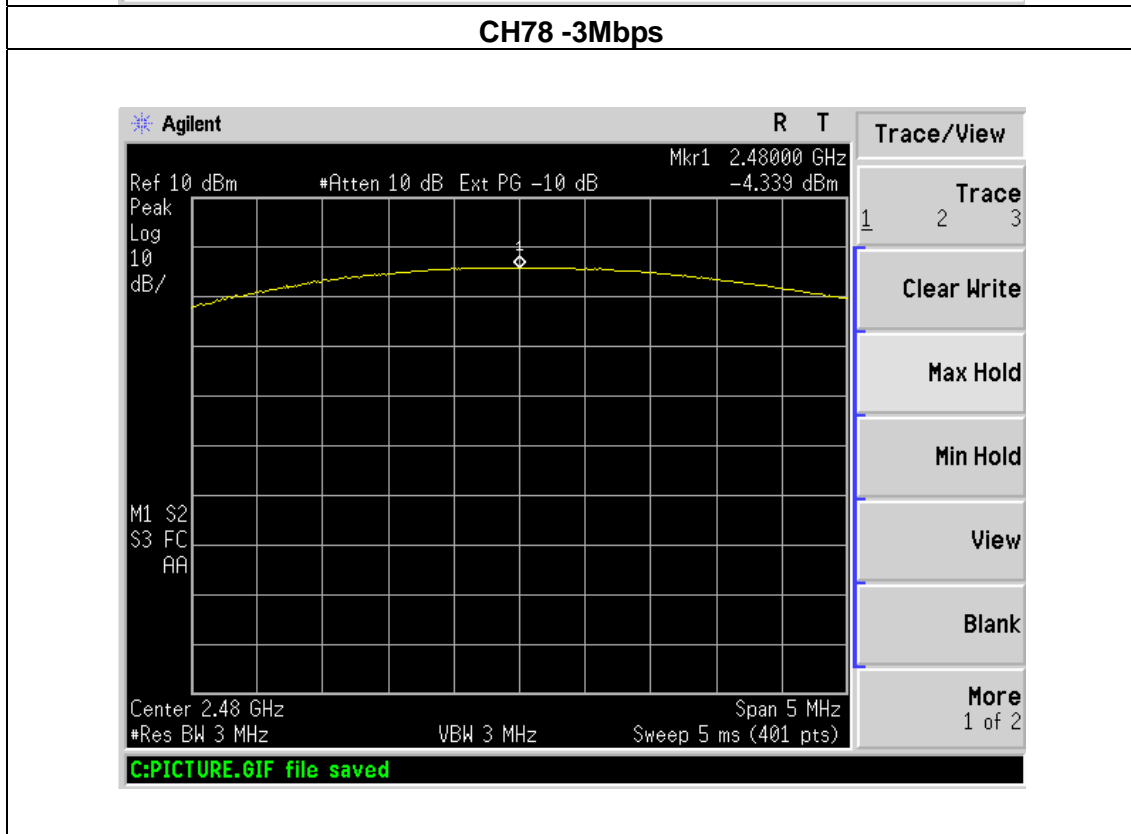 CH78 -3Mbps
Agilent R T
Trace/View
Mkr1 2.48000 GHz
Ref 10 dBm #Atten 10 dB Ext PG -10 dB -4.339 dBm
Peak
Log
10
dB/
1
M1 S2
S3 FC
AA
Center 2.48 GHz Span 5 MHz
#Res BW 3 MHz VBW 3 MHz Sweep 5 ms (401 pts)
C:PICTURE.GIF file saved
Trace
1 2 3
Clear Write
Max Hold
Min Hold
View
Blank
More
1 of 2